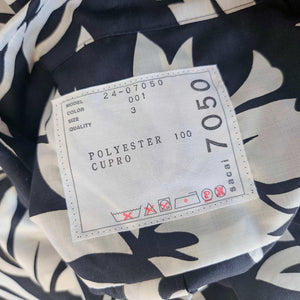 MODEL 24-07050
COLOR 001
SIZE 3
QUALITY
POLYESTER 100
CUPRO
7050
sacai